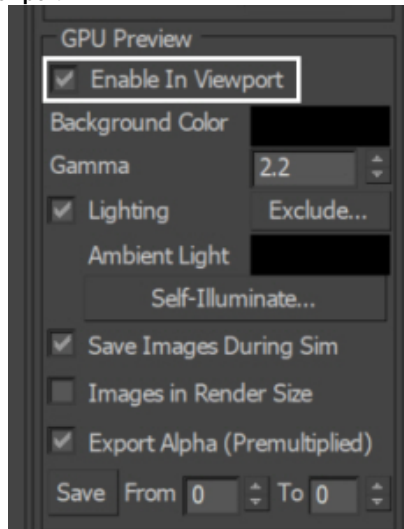 GPU Preview
Enable In Viewport
Background Color
Gamma 2.2
Lighting Exclude...
Ambient Light
Self-Illuminate...
Save Images During Sim
Images in Render Size
Export Alpha (Premultiplied)
Save From 0 To 0